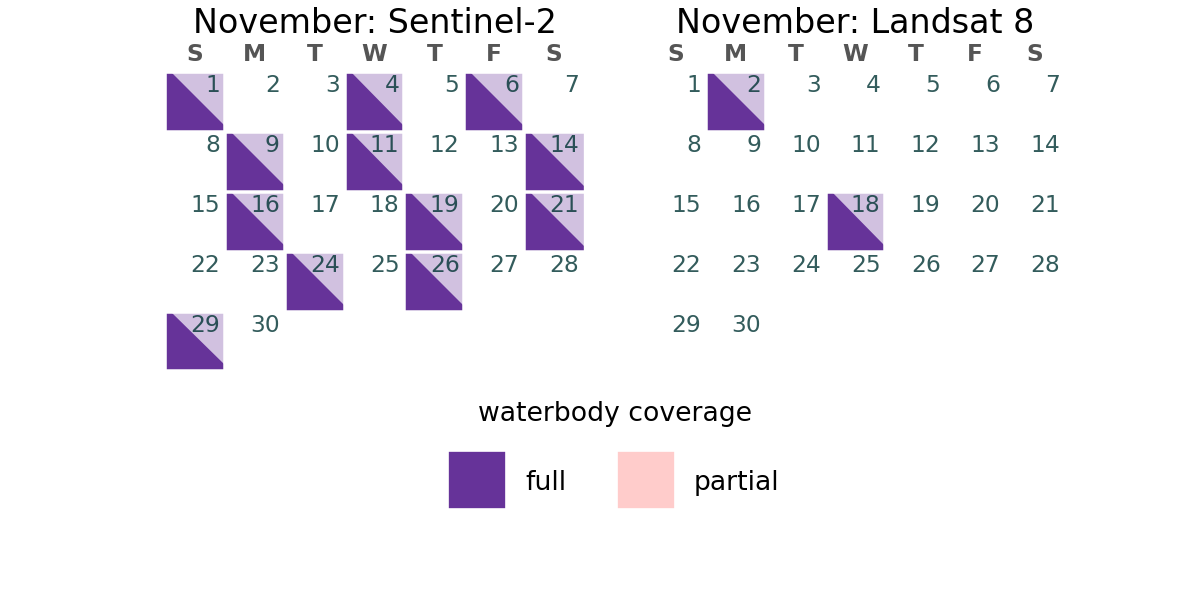 November: Sentinel-2
S M T W T F S
1 2 3 4 5 6 7
8 9 10 11 12 13 14
15 16 17 18 19 20 21
22 23 24 25 26 27 28
29 30
November: Landsat 8
S M T W T F S
1 2 3 4 5 6 7
8 9 10 11 12 13 14
15 16 17 18 19 20 21
22 23 24 25 26 27 28
29 30
waterbody coverage
full partial